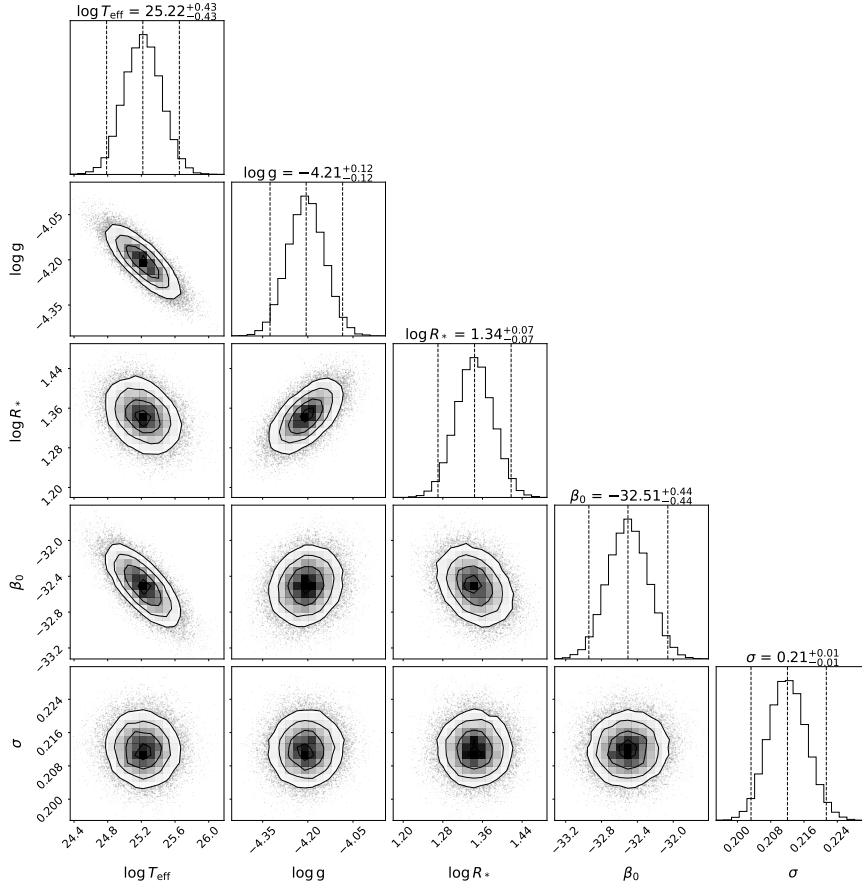 log T_eff = 25.22^{+0.43}_{−0.43}
log g = −4.21^{+0.12}_{−0.12}
−4.05
−4.20
−4.35
log g
log R_* = 1.34^{+0.07}_{−0.07}
1.44
1.36
1.28
1.20
log R_*
β_0 = −32.51^{+0.44}_{−0.44}
−32.0
−32.4
−32.8
−33.2
β_0
σ = 0.21^{+0.01}_{−0.01}
0.224
0.216
0.208
0.200
σ
24.4 24.8 25.2 25.6 26.0 −4.35 −4.20 −4.05 1.20 1.28 1.36 1.44 −33.2 −32.8 −32.4 −32.0 0.200 0.208 0.216 0.224
log T_eff log g log R_* β_0 σ